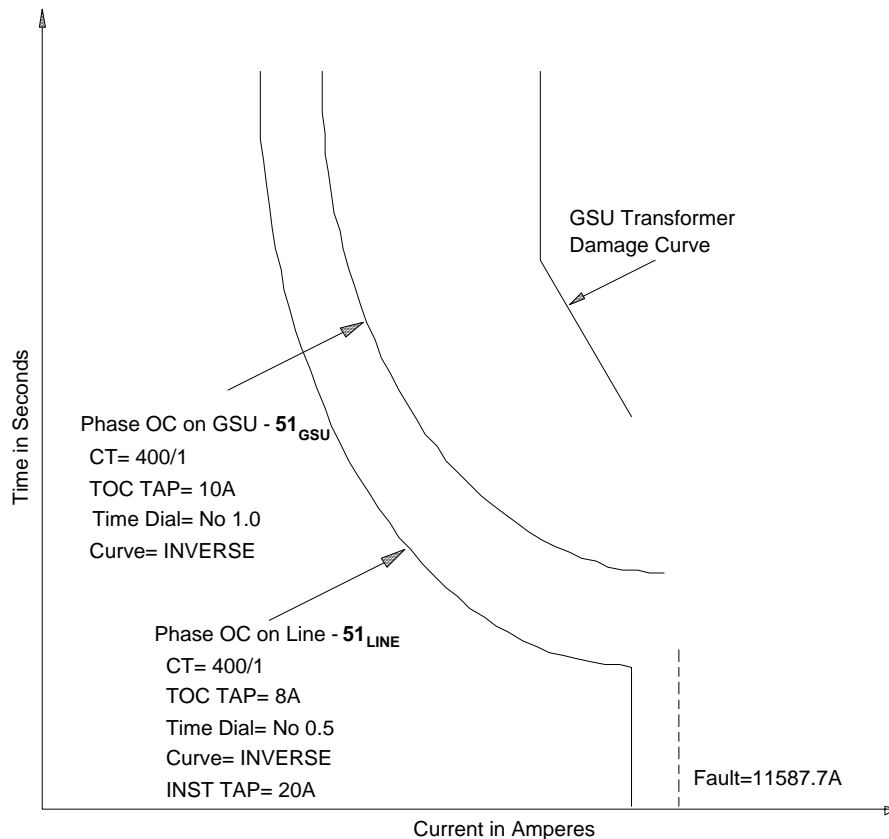 GSU Transformer
Damage Curve
Time in Seconds
Phase OC on GSU - 51GSU
CT= 400/1
TOC TAP= 10A
Time Dial= No 1.0
Curve= INVERSE
Phase OC on Line - 51LINE
CT= 400/1
TOC TAP= 8A
Time Dial= No 0.5
Curve= INVERSE
INST TAP= 20A
Fault=11587.7A
Current in Amperes